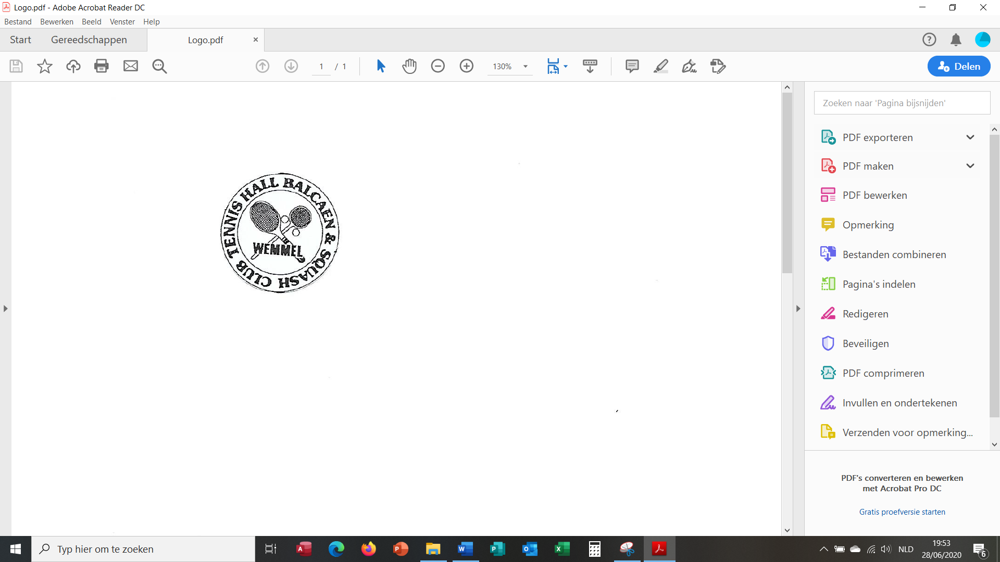 Logo.pdf - Adobe Acrobat Reader DC
Bestand Bewerken Beeld Venster Help
Start Gereedschappen Logo.pdf
1 / 1 130% Delen
TENNIS HALL BALCAEN & SQUASH CLUB
WEMMEL
Zoeken naar 'Pagina bijsnijden'
PDF exporteren
PDF maken
PDF bewerken
Opmerking
Bestanden combineren
Pagina's indelen
Redigeren
Beveiligen
PDF comprimeren
Invullen en ondertekenen
Verzenden voor opmerking...
PDF's converteren en bewerken
met Acrobat Pro DC
Gratis proefversie starten
Typ hier om te zoeken
NLD
19:53
28/06/2020
6